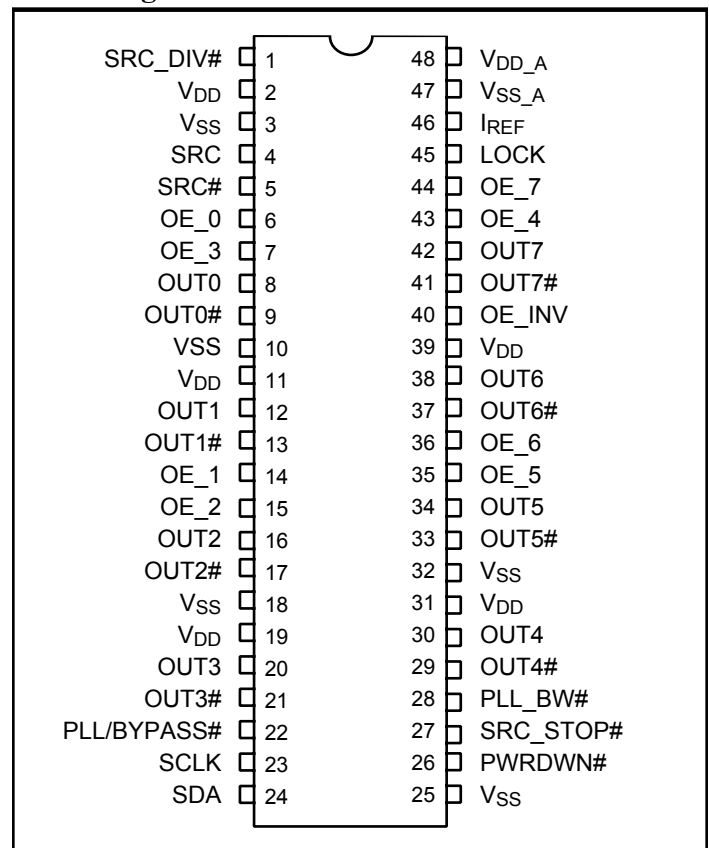 SRC_DIV# 1 48 VDD_A
VDD 2 47 VSS_A
VSS 3 46 IREF
SRC 4 45 LOCK
SRC# 5 44 OE_7
OE_0 6 43 OE_4
OE_3 7 42 OUT7
OUT0 8 41 OUT7#
OUT0# 9 40 OE_INV
VSS 10 39 VDD
VDD 11 38 OUT6
OUT1 12 37 OUT6#
OUT1# 13 36 OE_6
OE_1 14 35 OE_5
OE_2 15 34 OUT5
OUT2 16 33 OUT5#
OUT2# 17 32 VSS
VSS 18 31 VDD
VDD 19 30 OUT4
OUT3 20 29 OUT4#
OUT3# 21 28 PLL_BW#
PLL/BYPASS# 22 27 SRC_STOP#
SCLK 23 26 PWRDWN#
SDA 24 25 VSS